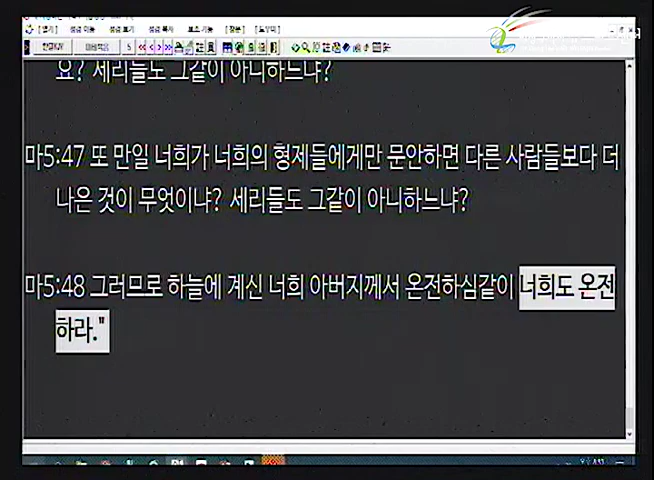 요? 세리들도 그같이 아니하느냐?
마5:47 또 만일 너희가 너희의 형제들에게만 문안하면 다른 사람들보다 더
나은 것이 무엇이냐? 세리들도 그같이 아니하느냐?
마5:48 그러므로 하늘에 계신 너희 아버지께서 온전하심같이 너희도 온전
하라."